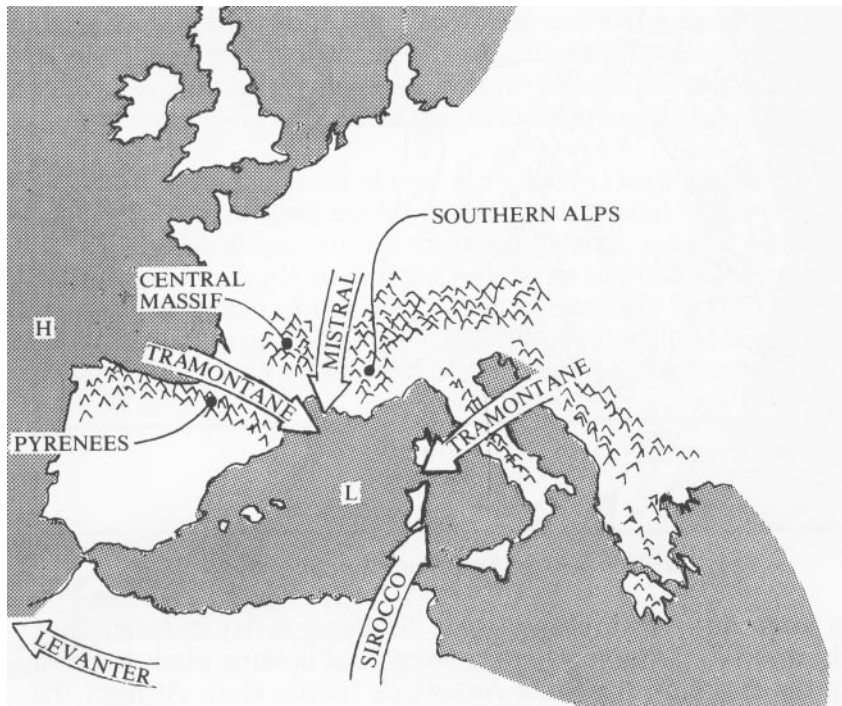 SOUTHERN ALPS
CENTRAL
MASSIF
MISTRAL
H
TRAMONTANE
TRAMONTANE
PYRENEES
L
SIROCCO
LEVANTER